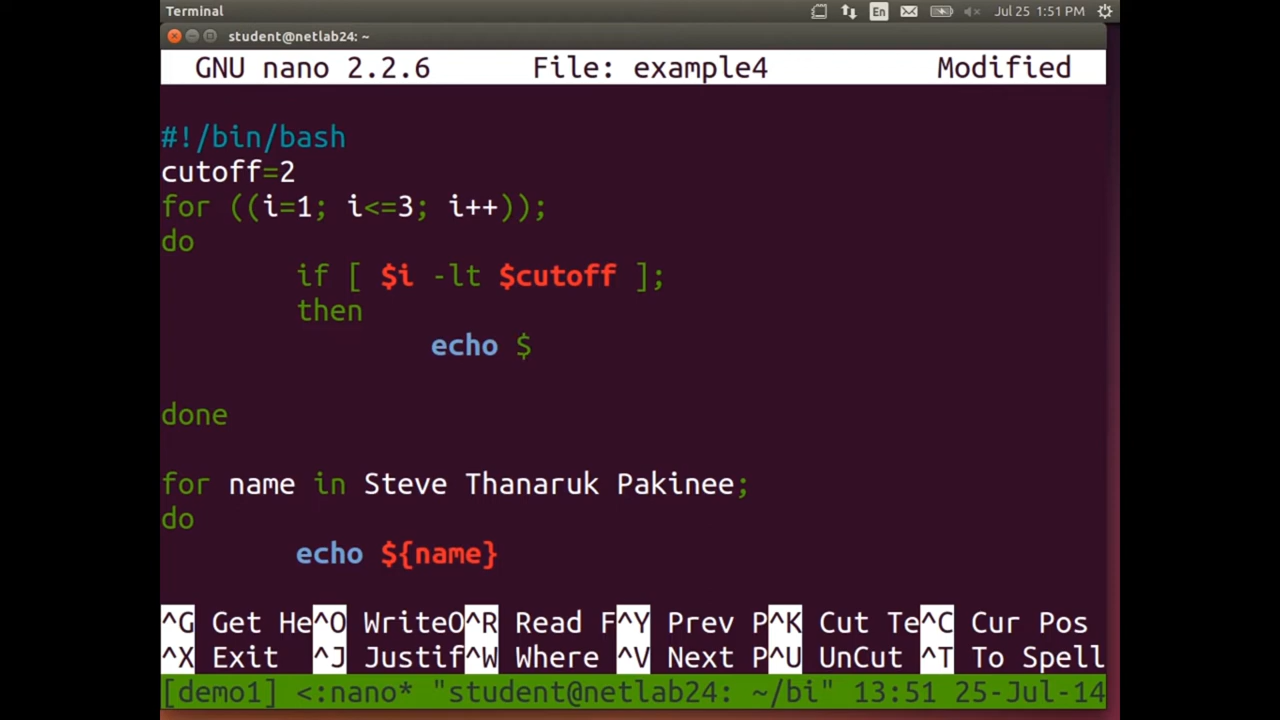 Terminal En Jul 25 1:51 PM
student@netlab24: ~
GNU nano 2.2.6 File: example4 Modified
#!/bin/bash
cutoff=2
for ((i=1; i<=3; i++));
do
if [ $i -lt $cutoff ];
then
echo $
done
for name in Steve Thanaruk Pakinee;
do
echo ${name}
^G Get He^O WriteO^R Read F^Y Prev P^K Cut Te^C Cur Pos
^X Exit ^J Justif^W Where ^V Next P^U UnCut ^T To Spell
[demo1] <:nano* "student@netlab24: ~/bi" 13:51 25-Jul-14